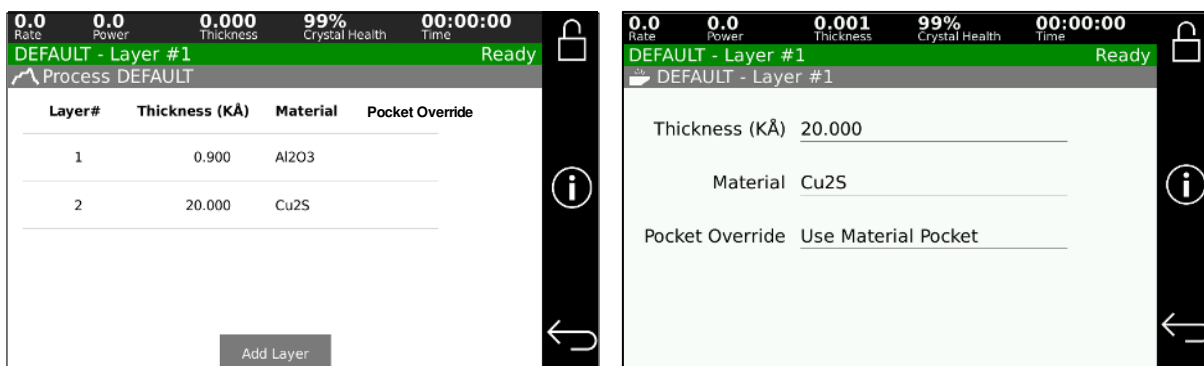 0.0 0.0 0.000 99% 00:00:00
Rate Power Thickness Crystal Health Time
DEFAULT - Layer #1 Ready
Process DEFAULT
Layer# Thickness (KÅ) Material Pocket Override
1 0.900 Al2O3
2 20.000 Cu2S
Add Layer
0.0 0.0 0.001 99% 00:00:00
Rate Power Thickness Crystal Health Time
DEFAULT - Layer #1 Ready
DEFAULT - Layer #1
Thickness (KÅ) 20.000
Material Cu2S
Pocket Override Use Material Pocket